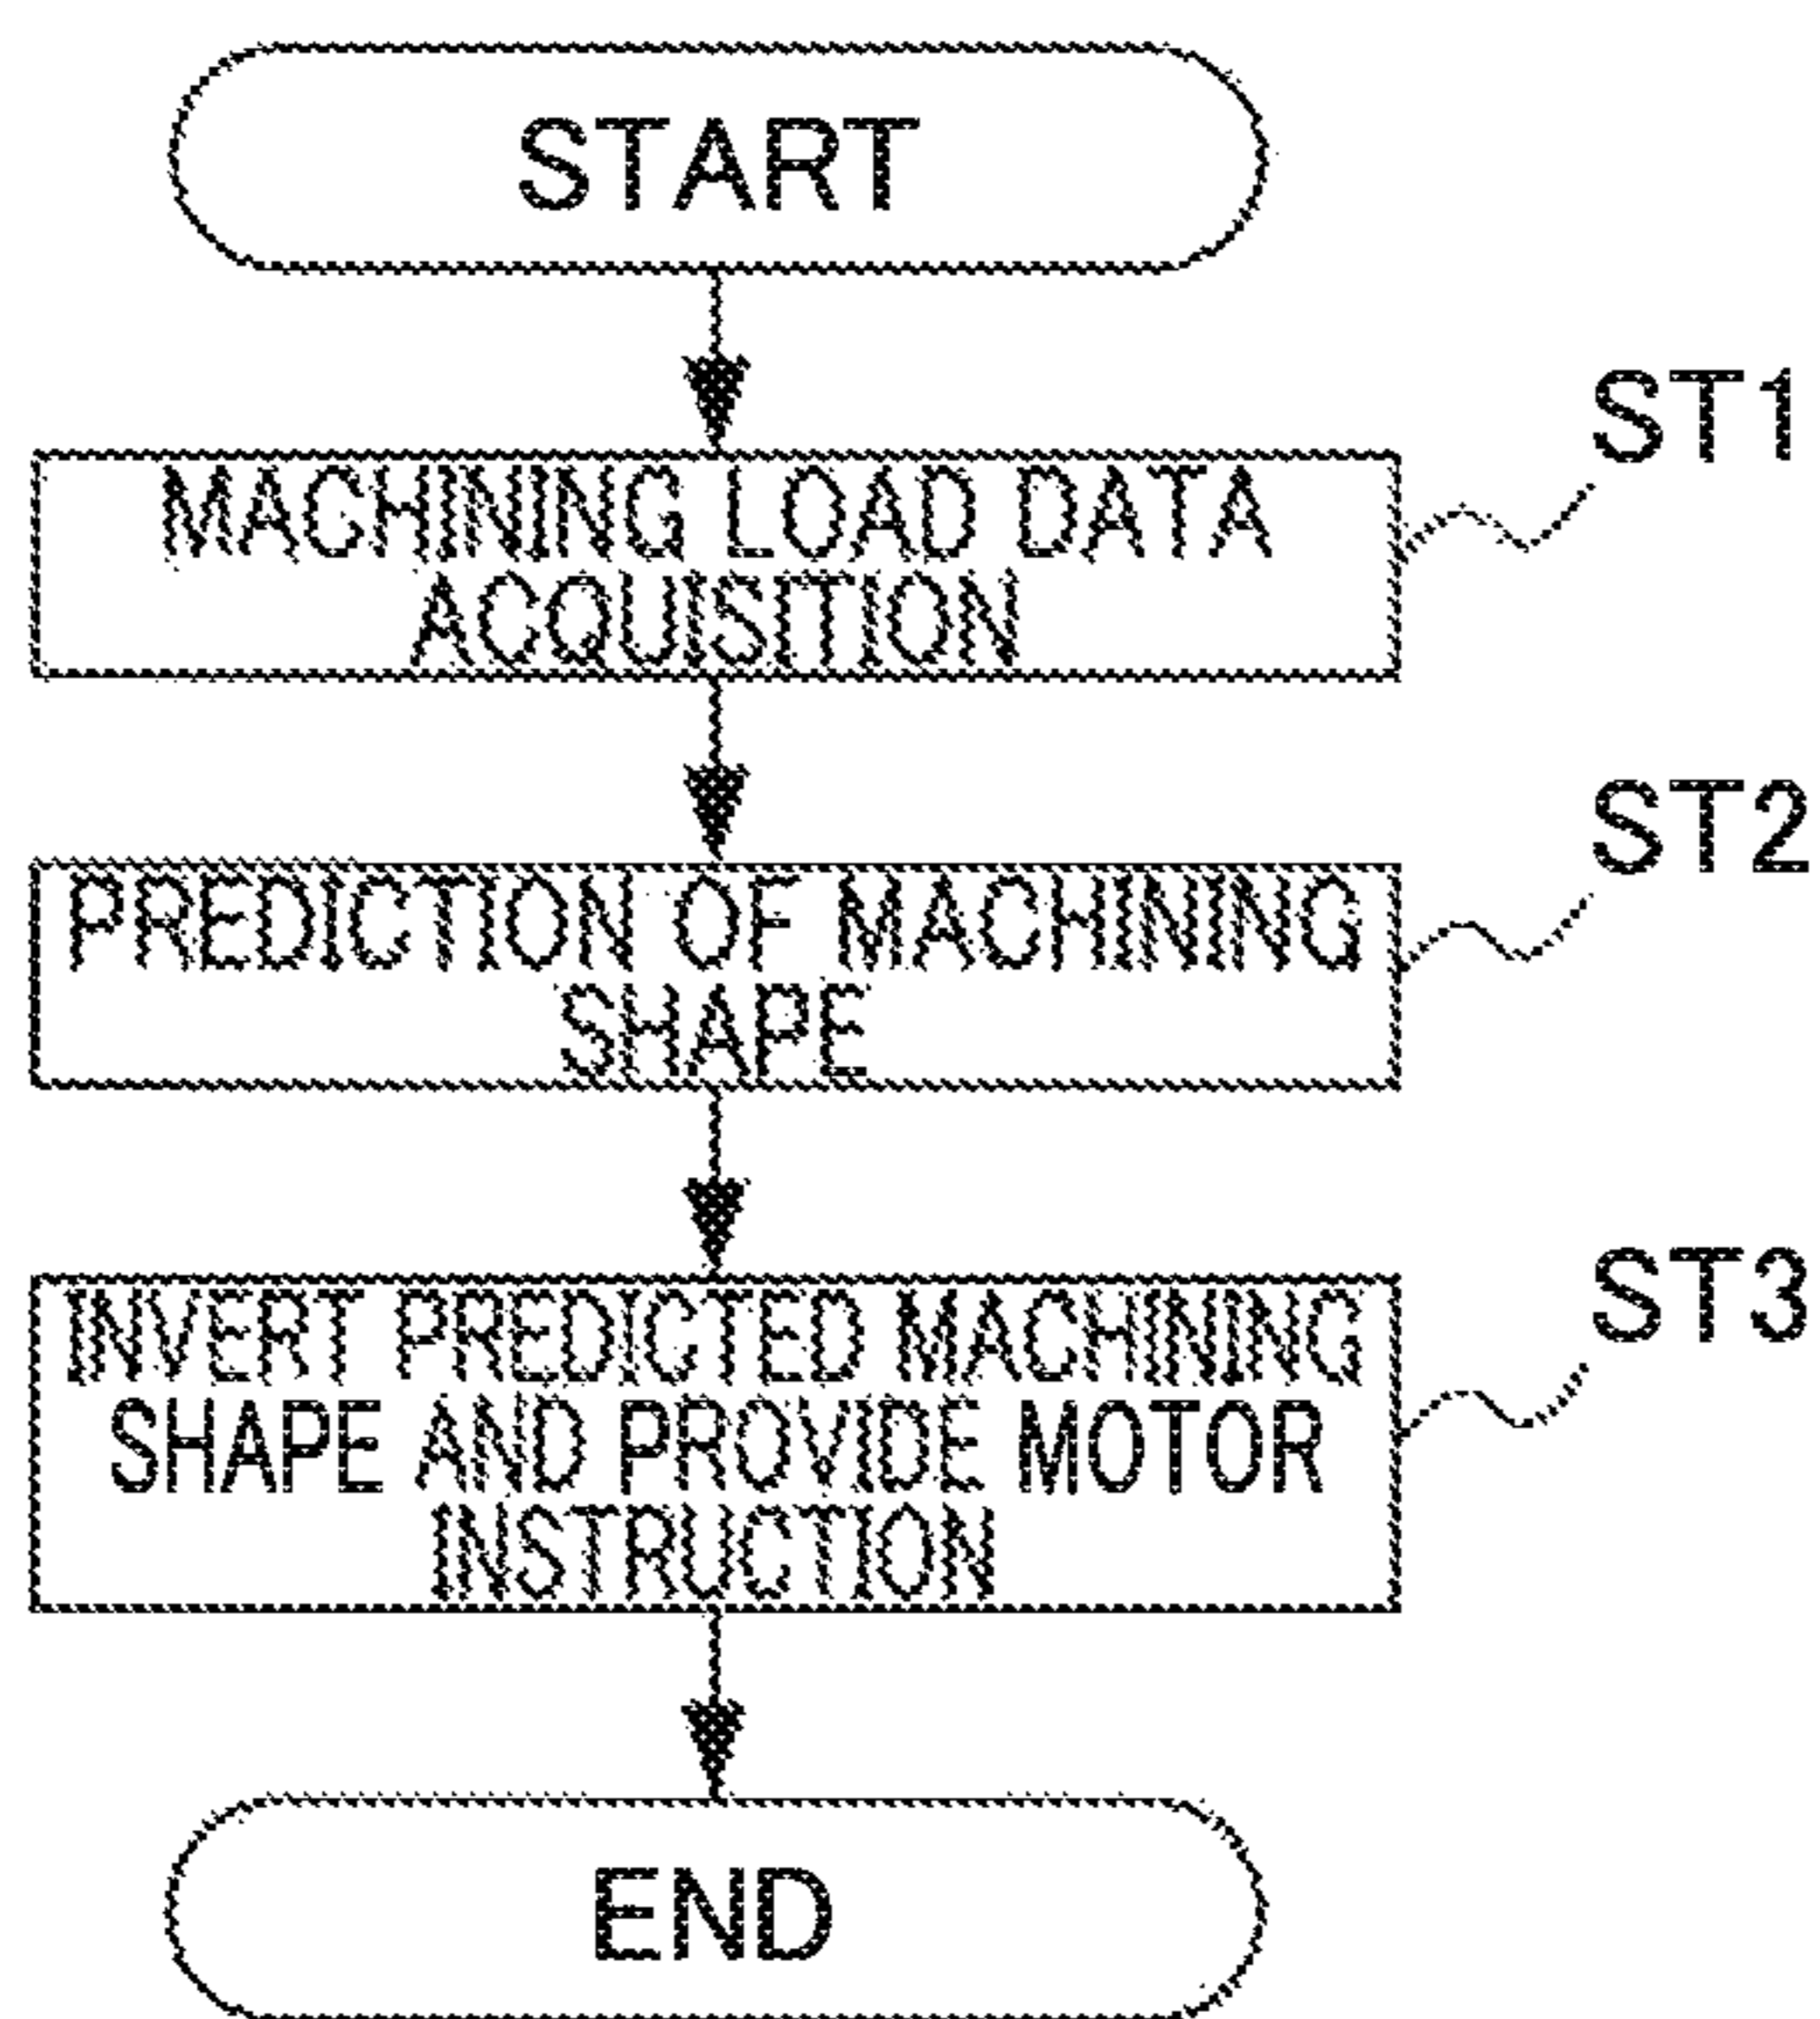 START
ST1
MACHINING LOAD DATA
ACQUISITION
ST2
PREDICTION OF MACHINING
SHAPE
ST3
INVERT PREDICTED MACHINING
SHAPE AND PROVIDE MOTOR
INSTRUCTION
END